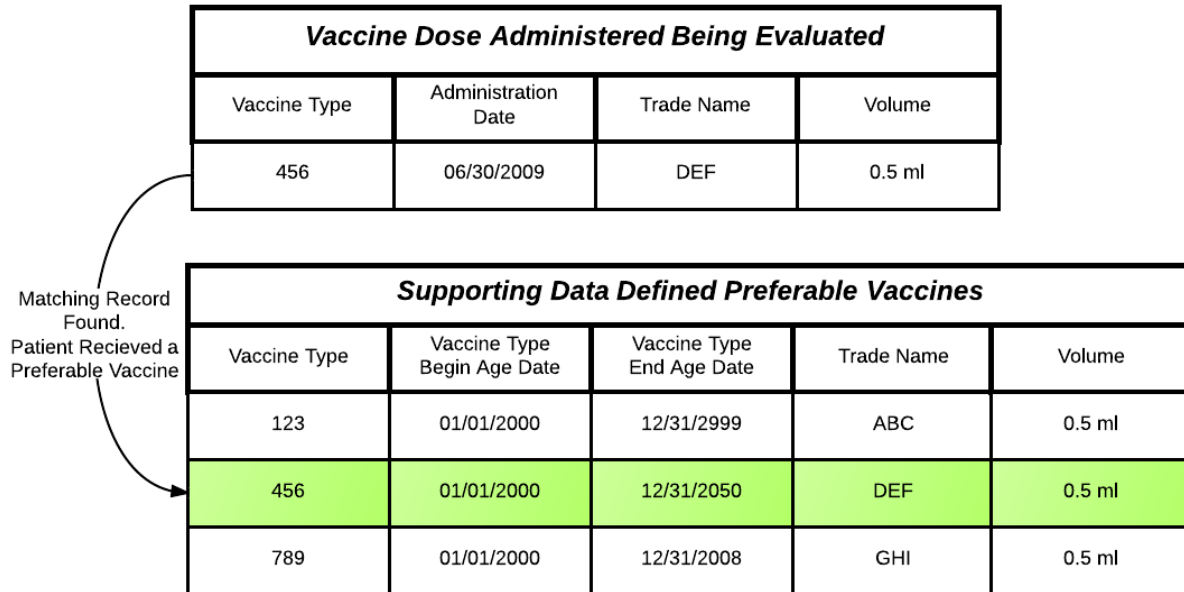 Vaccine Dose Administered Being Evaluated
Vaccine Type
Administration
Date
Trade Name
Volume
456
06/30/2009
DEF
0.5 ml
Matching Record
Found.
Patient Recieved a
Preferable Vaccine
Supporting Data Defined Preferable Vaccines
Vaccine Type
Vaccine Type
Begin Age Date
Vaccine Type
End Age Date
Trade Name
Volume
123
01/01/2000
12/31/2999
ABC
0.5 ml
456
01/01/2000
12/31/2050
DEF
0.5 ml
789
01/01/2000
12/31/2008
GHI
0.5 ml